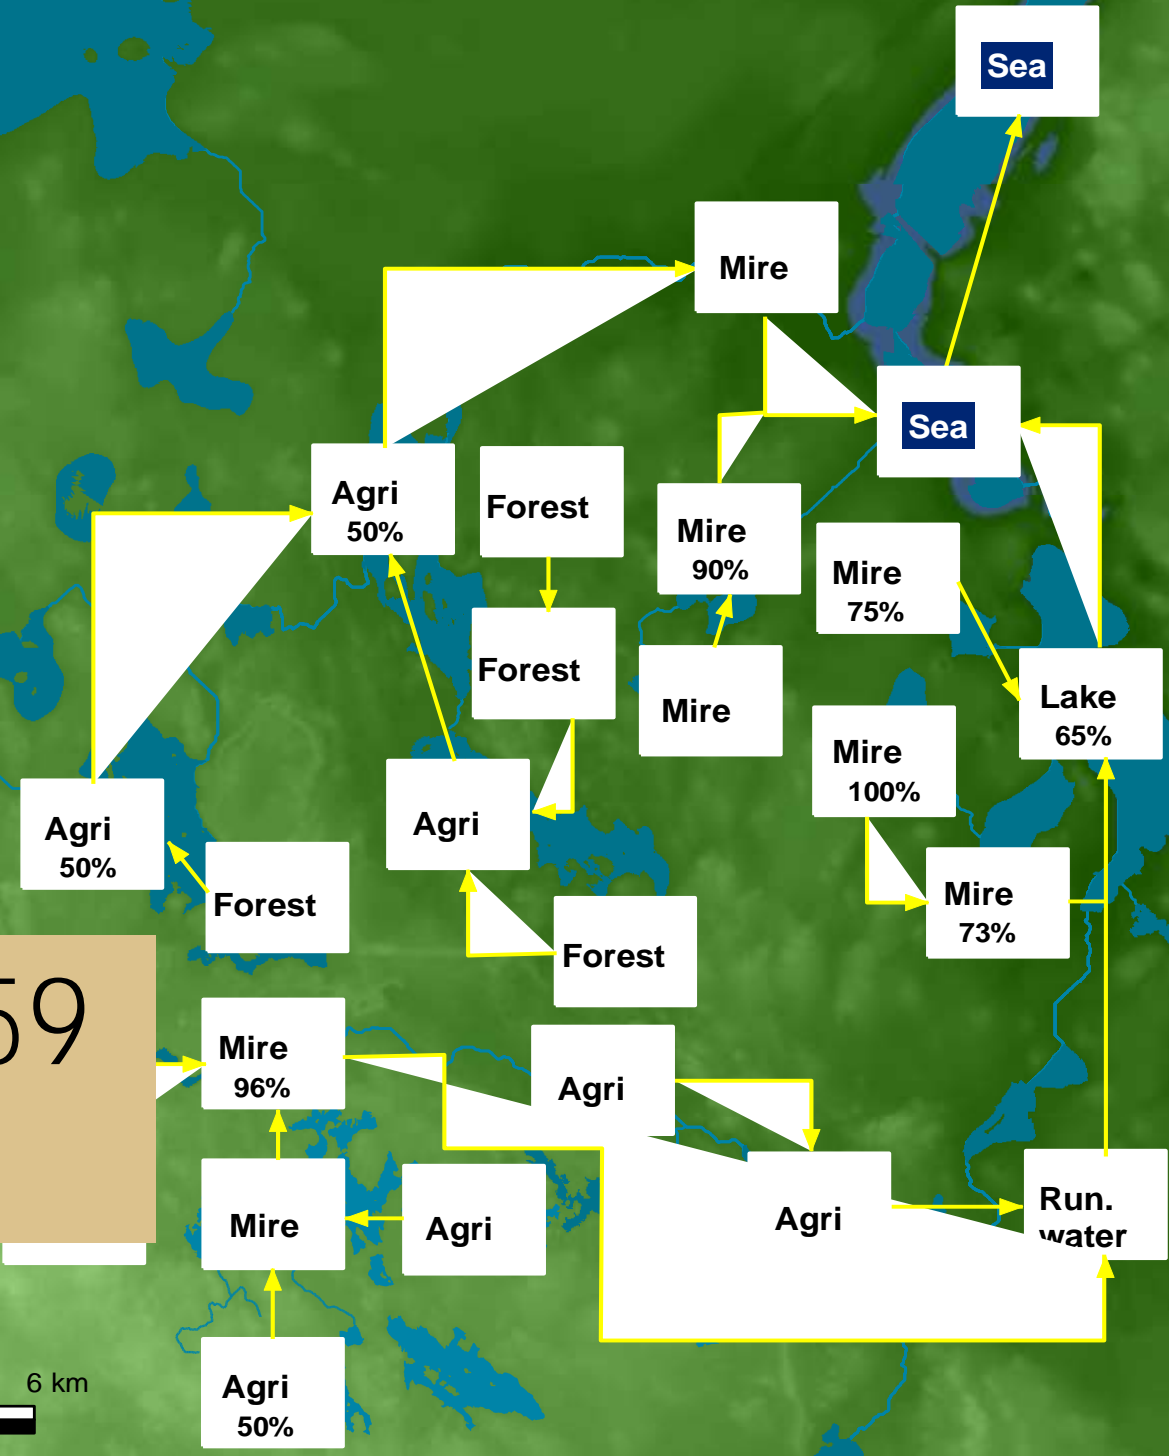 Sea
Mire
Sea
Agri
50%
Forest
Mire
90%
Mire
75%
Forest
Mire
Lake
65%
Mire
100%
Agri
50%
Agri
Forest
Mire
73%
Forest
59
Mire
96%
Agri
Mire
Agri
Agri
Run.
water
Agri
50%
6 km